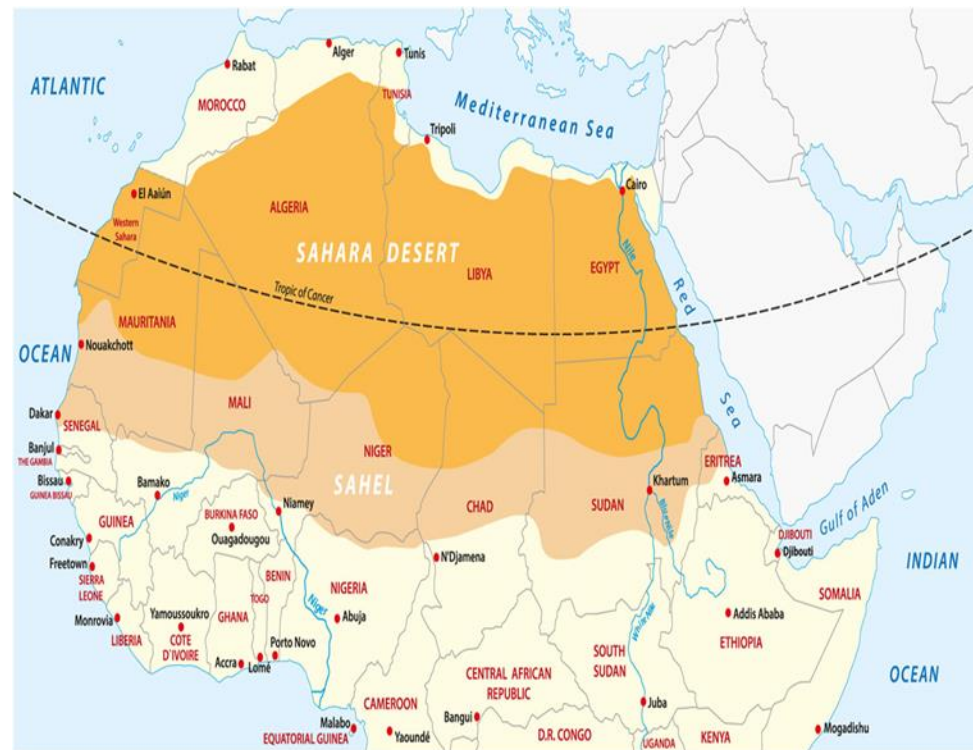 Alger
Tunis
Rabat
ATLANTIC
TUNISIA
MOROCCO
Mediterranean Sea
Tripoli
El Aaiún
Cairo
ALGERIA
Western
Sahara
SAHARA DESERT
Nile
LIBYA
EGYPT
Red
Sea
Tropic of Cancer
MAURITANIA
Nouakchott
OCEAN
MALI
Dakar
SENEGAL
NIGER
Banjul
THE GAMBIA
ERITREA
Bissau
GUINEA BISSAU
Bamako
Niger
SAHEL
Khartum
Asmara
Niamey
CHAD
SUDAN
Blue Nile
Gulf of Aden
GUINEA
BURKINA FASO
Ouagadougou
Conakry
DJIBOUTI
Djibouti
INDIAN
Freetown
N'Djamena
SIERRA
LEONE
BENIN
NIGERIA
SOMALIA
TOGO
Niger
Yamoussoukro
GHANA
Abuja
White Nile
Addis Ababa
Monrovia
LIBERIA
COTE
D'IVOIRE
Porto Novo
ETHIOPIA
SOUTH
SUDAN
Accra
Lomé
CENTRAL AFRICAN
REPUBLIC
OCEAN
CAMEROON
Juba
Malabo
Bangui
EQUATORIAL GUINEA
Yaoundé
D.R. CONGO
UGANDA
KENYA
Mogadishu